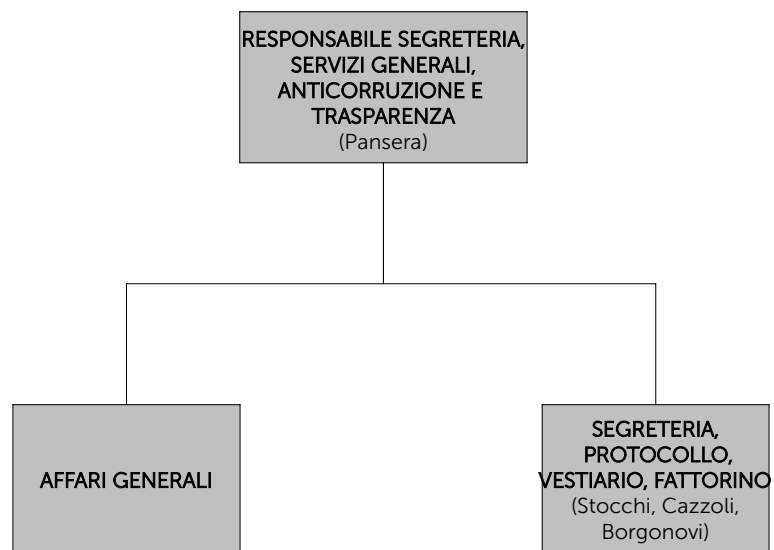 RESPONSABILE SEGRETERIA,
SERVIZI GENERALI,
ANTICORRUZIONE E
TRASPARENZA
(Pansera)
AFFARI GENERALI
SEGRETERIA,
PROTOCOLLO,
VESTIARIO, FATTORINO
(Stocchi, Cazzoli,
Borgonovi)